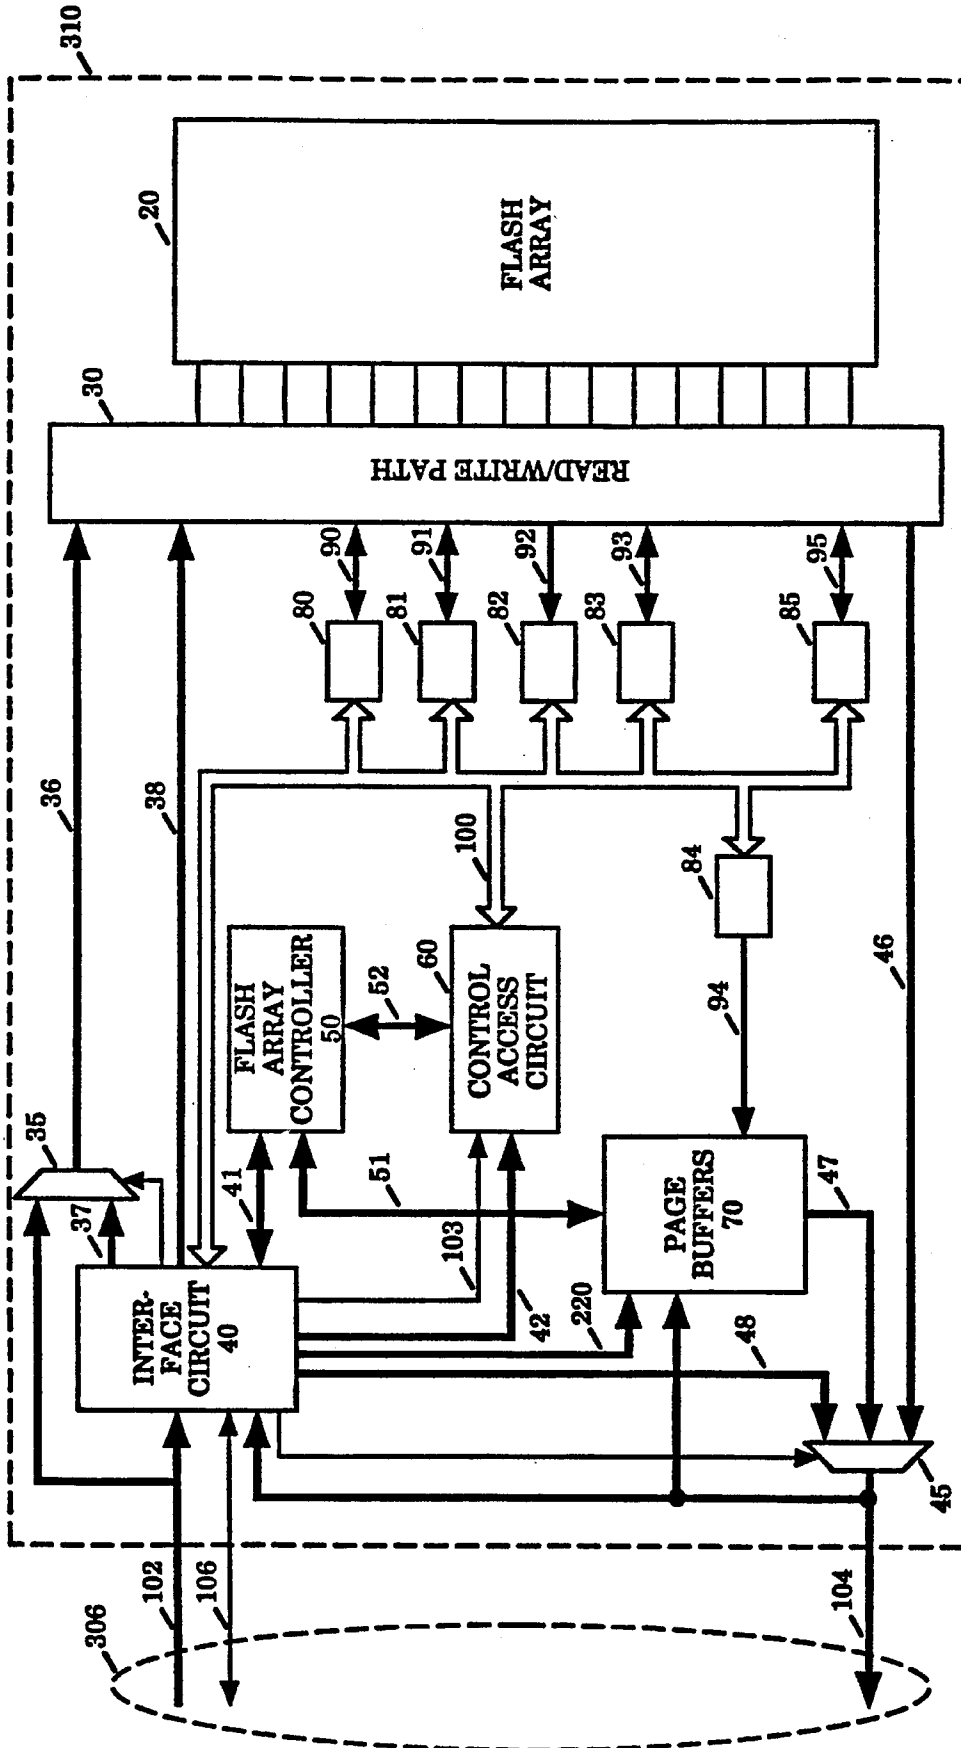 310
20
FLASH
ARRAY
30
READ/WRITE PATH
36
38
90
91
92
93
95
80
81
82
83
85
100
84
94
46
FLASH
ARRAY
CONTROLLER
50
52
60
CONTROL
ACCESS
CIRCUIT
35
37
41
51
103
42
220
48
PAGE
BUFFERS
70
47
INTER-
FACE
CIRCUIT
40
45
102
106
104
306